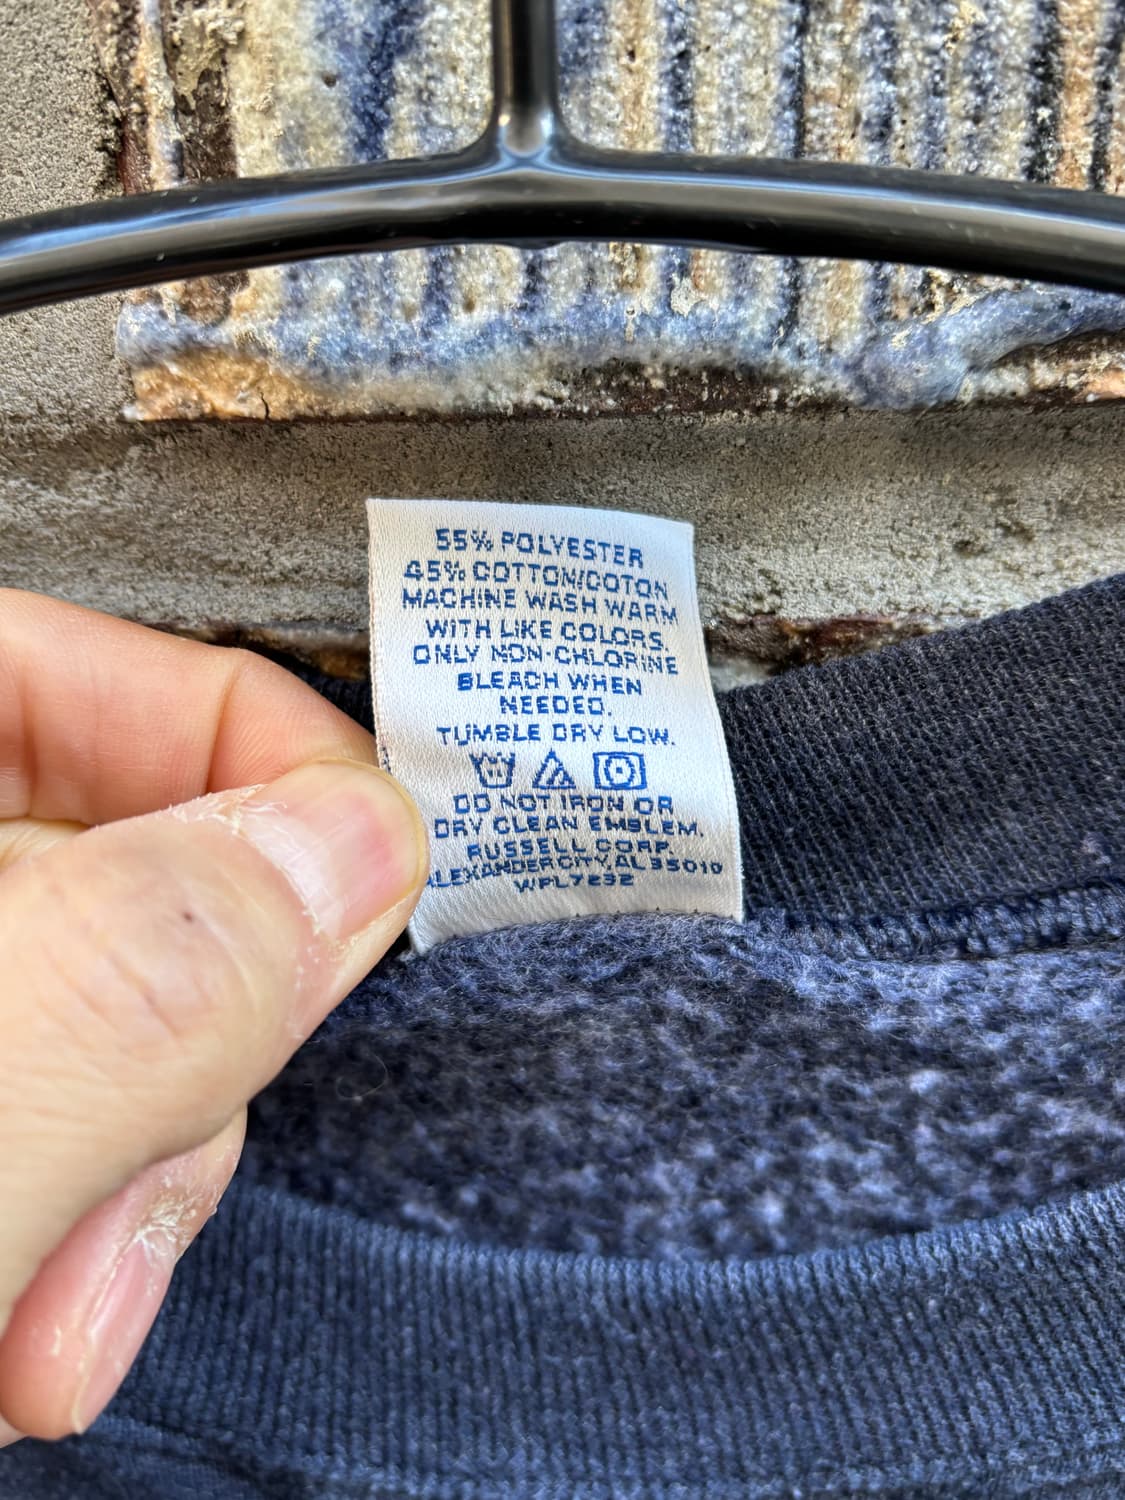 55% POLYESTER
45% COTTON/COTON
MACHINE WASH WARM
WITH LIKE COLORS.
ONLY NON-CHLORINE
BLEACH WHEN
NEEDED.
TUMBLE DRY LOW.
DO NOT IRON OR
DRY CLEAN EMBLEM.
RUSSELL CORP.
ALEXANDER CITY, AL 35010
WPL7232